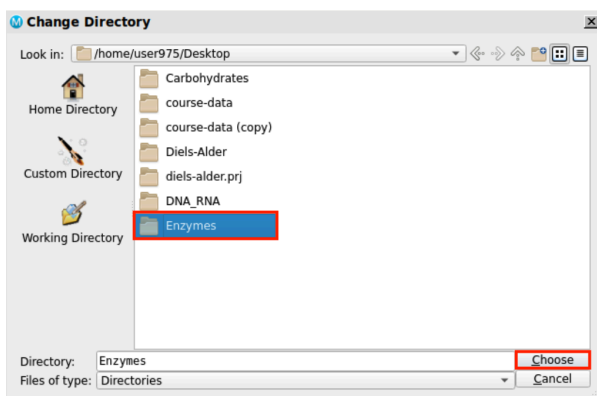 Change Directory
Look in: /home/user975/Desktop
Home Directory
Custom Directory
Working Directory
Carbohydrates
course-data
course-data (copy)
Diels-Alder
diels-alder.prj
DNA_RNA
Enzymes
Directory: Enzymes Choose
Files of type: Directories Cancel